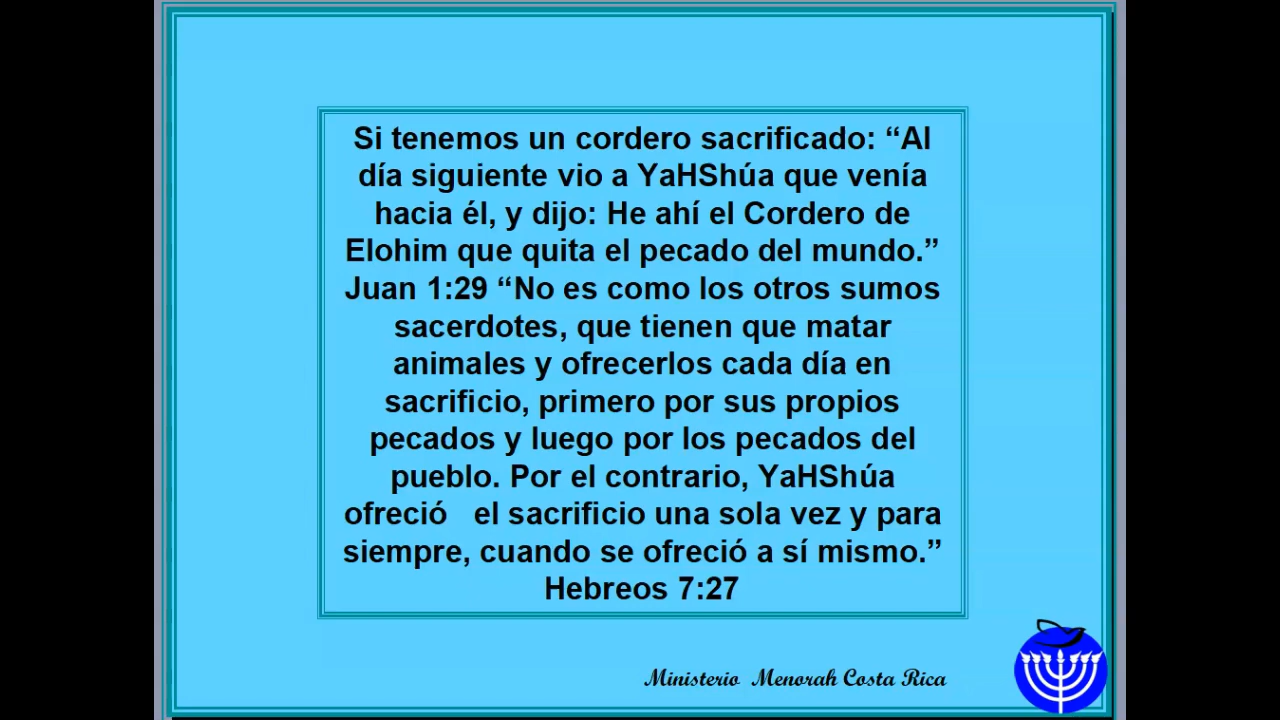 Si tenemos un cordero sacrificado: “Al
día siguiente vio a YaHShúa que venía
hacia él, y dijo: He ahí el Cordero de
Elohim que quita el pecado del mundo.”
Juan 1:29 “No es como los otros sumos
sacerdotes, que tienen que matar
animales y ofrecerlos cada día en
sacrificio, primero por sus propios
pecados y luego por los pecados del
pueblo. Por el contrario, YaHShúa
ofreció   el sacrificio una sola vez y para
siempre, cuando se ofreció a sí mismo.”
Hebreos 7:27
Ministerio  Menorah Costa Rica